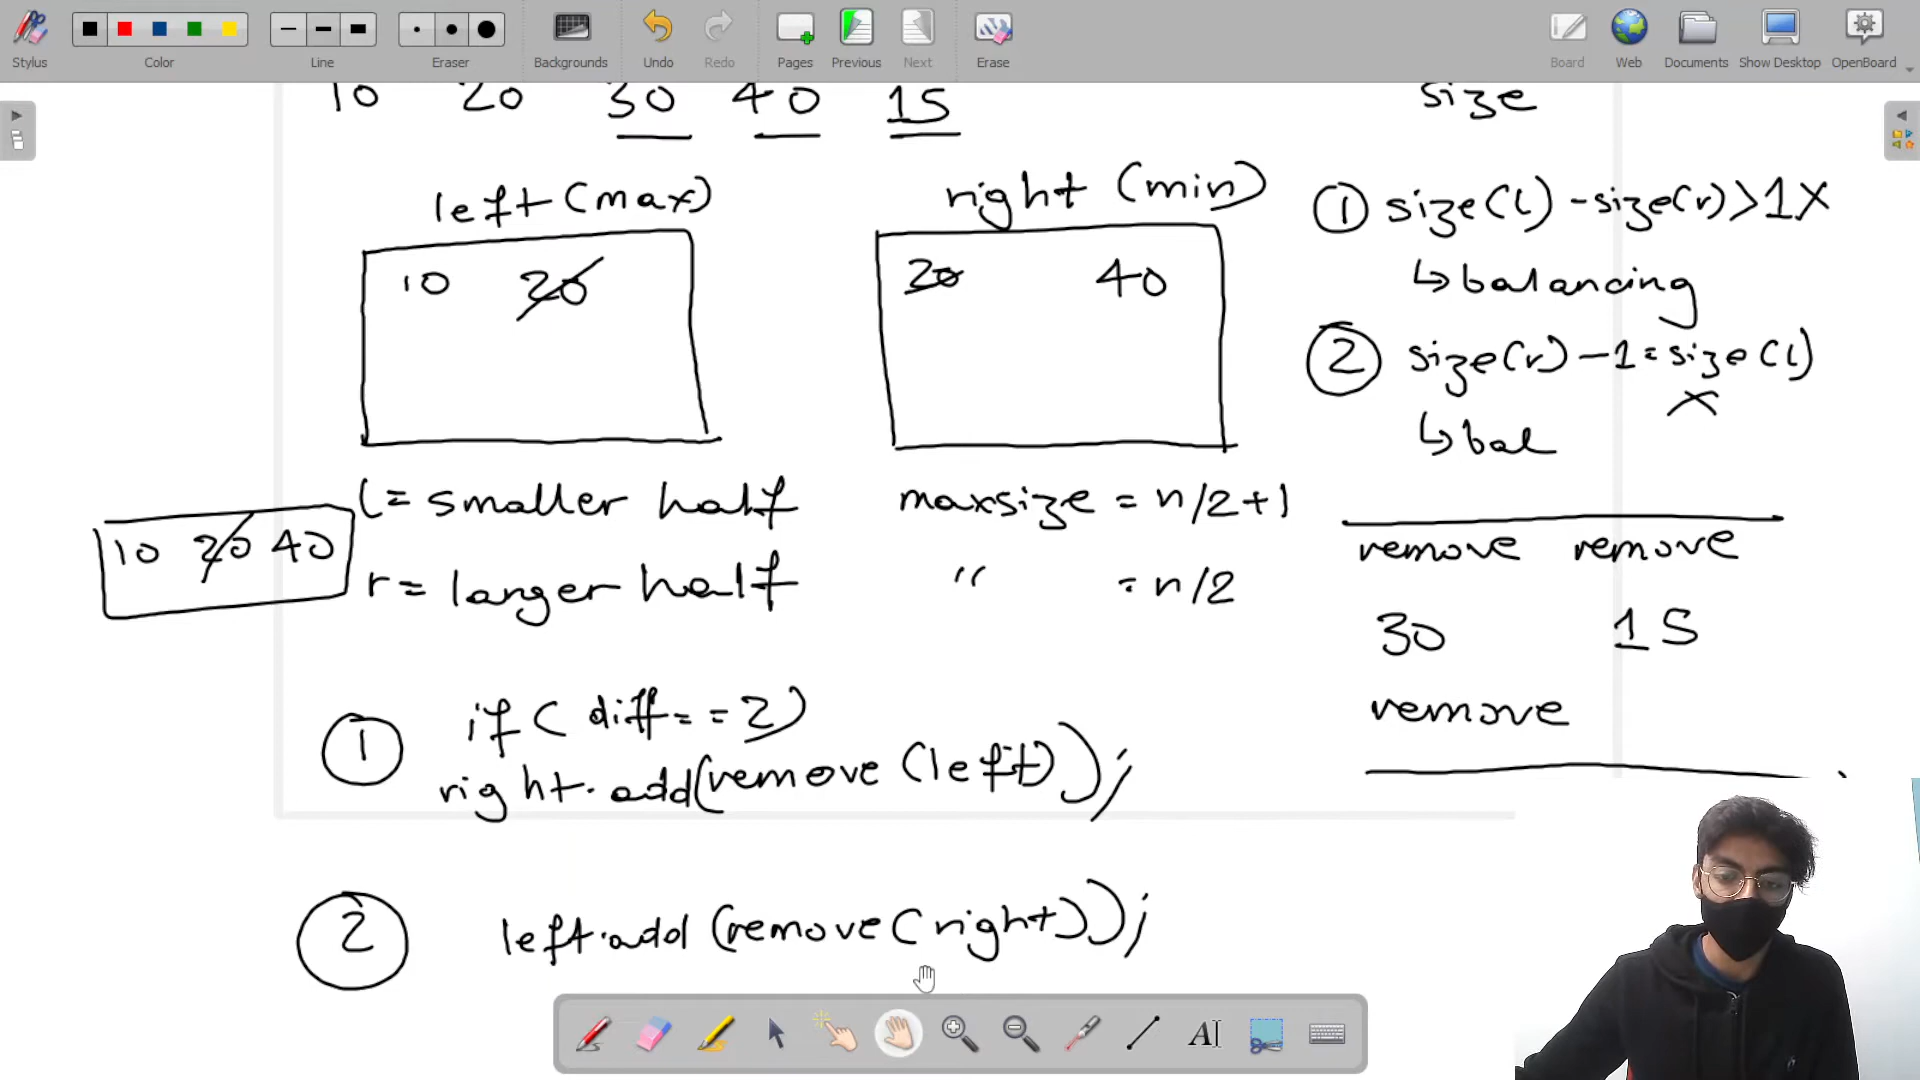 Stylus Color Line Eraser Backgrounds Undo Redo Pages Previous Next Erase Board Web Documents Show Desktop OpenBoard
10 20 30 40 15
size
left (max)
right (min)
10 20
20 40
① size(l) - size(r) > 1 X
↳ balancing
② size(r) - 1 = size(l)
X
↳ bal
10 20 40
l = smaller half maxsize = n/2+1
r = larger half " = n/2
remove remove
30 15
remove
① if ( diff == 2)
right.add(remove (left));
② left.add (remove (right));
AI